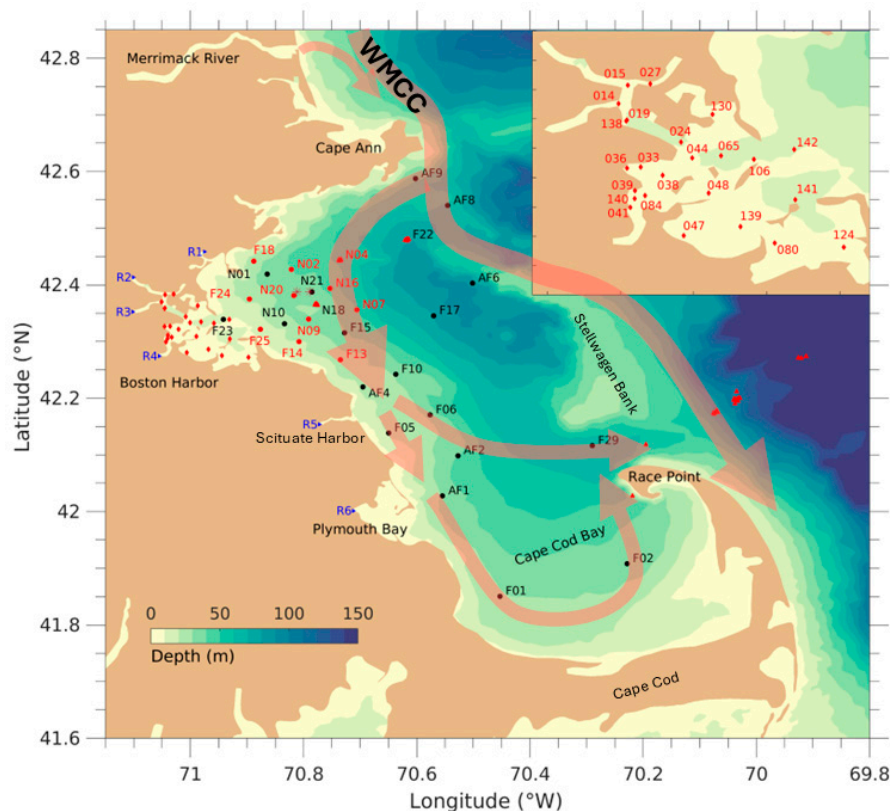 42.8
42.6
42.4
42.2
42
41.8
41.6
Latitude (°N)
Merrimack River
WMCC
Cape Ann
AF9
AF8
F22
R1
F18
N04
N01
N02
R2
AF6
N21
N16
N20
F24
R3
N18
N07
F17
N10
F23
F15
N09
F25
F14
F13
R4
Stellwagen Bank
F10
Boston Harbor
AF4
F06
R5
F05
Scituate Harbor
F29
AF2
Race Point
AF1
R6
Plymouth Bay
Cape Cod Bay
F02
F01
0 50 100 150
Depth (m)
Cape Cod
015
027
014
019
138
130
024
044
065
142
036
033
106
038
039
048
141
140
084
041
047
139
080
124
71 70.8 70.6 70.4 70.2 70 69.8
Longitude (°W)